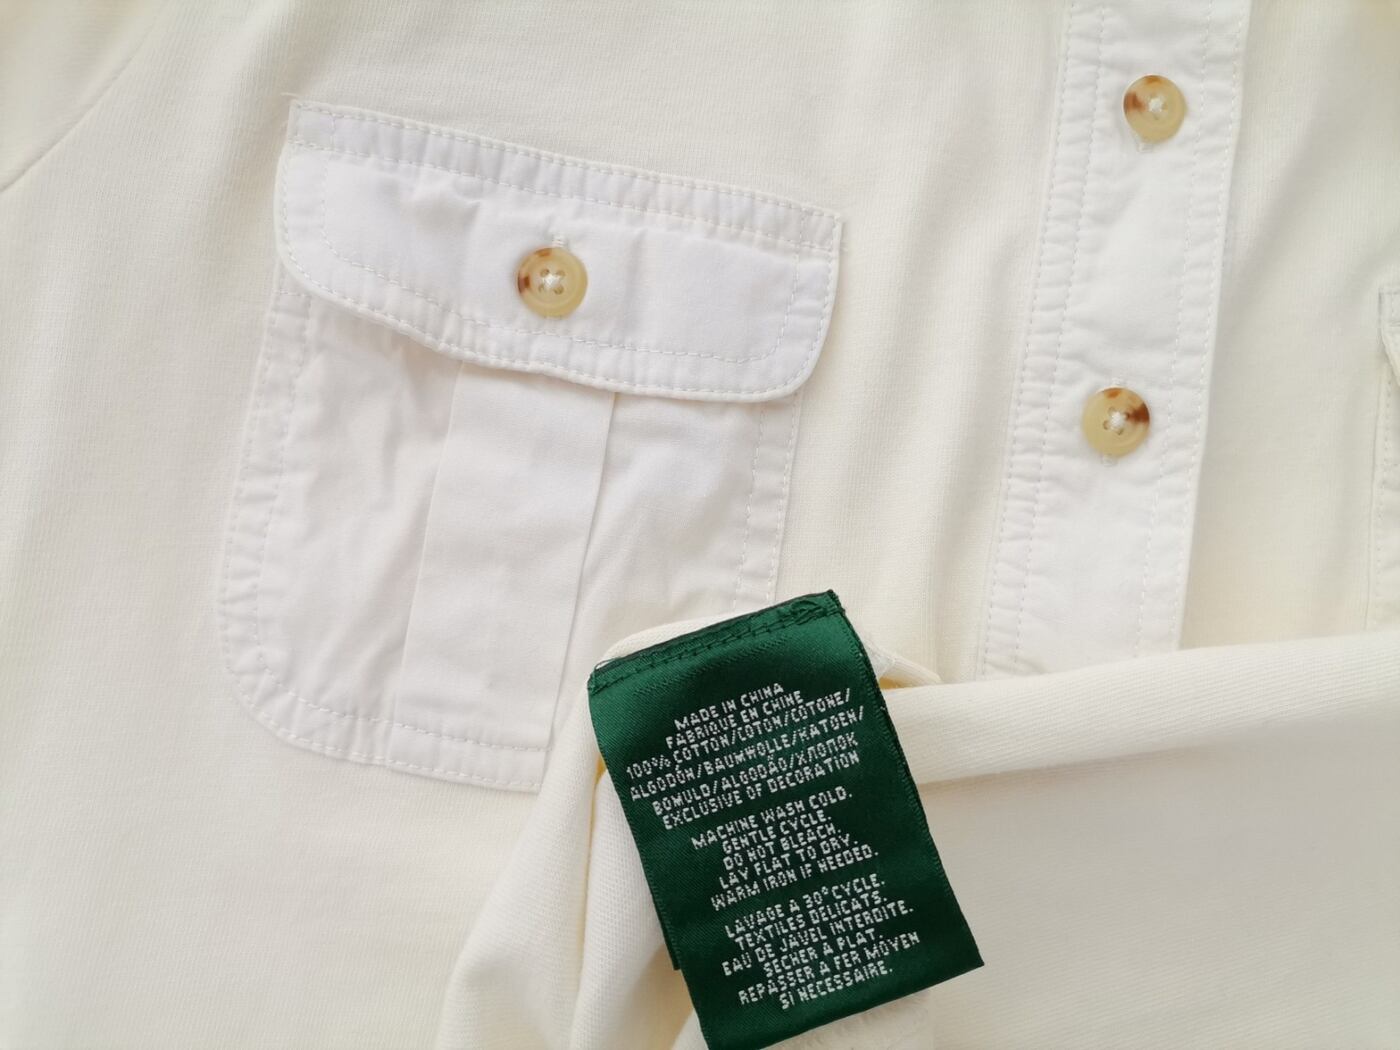 MADE IN CHINA
FABRIQUE EN CHINE
100% COTTON/COTON/COTONE/
ALGODÓN/BAUMWOLLE/KATOEN/
BOMULD/ALGODÃO/ХЛОПОК
EXCLUSIVE OF DECORATION
MACHINE WASH COLD.
GENTLE CYCLE.
DO NOT BLEACH.
LAY FLAT TO DRY.
WARM IRON IF NEEDED.
LAVAGE A 30° CYCLE.
TEXTILES DELICATS.
EAU DE JAVEL INTERDITE.
SECHER A PLAT.
REPASSER A FER MOYEN
SI NECESSAIRE.